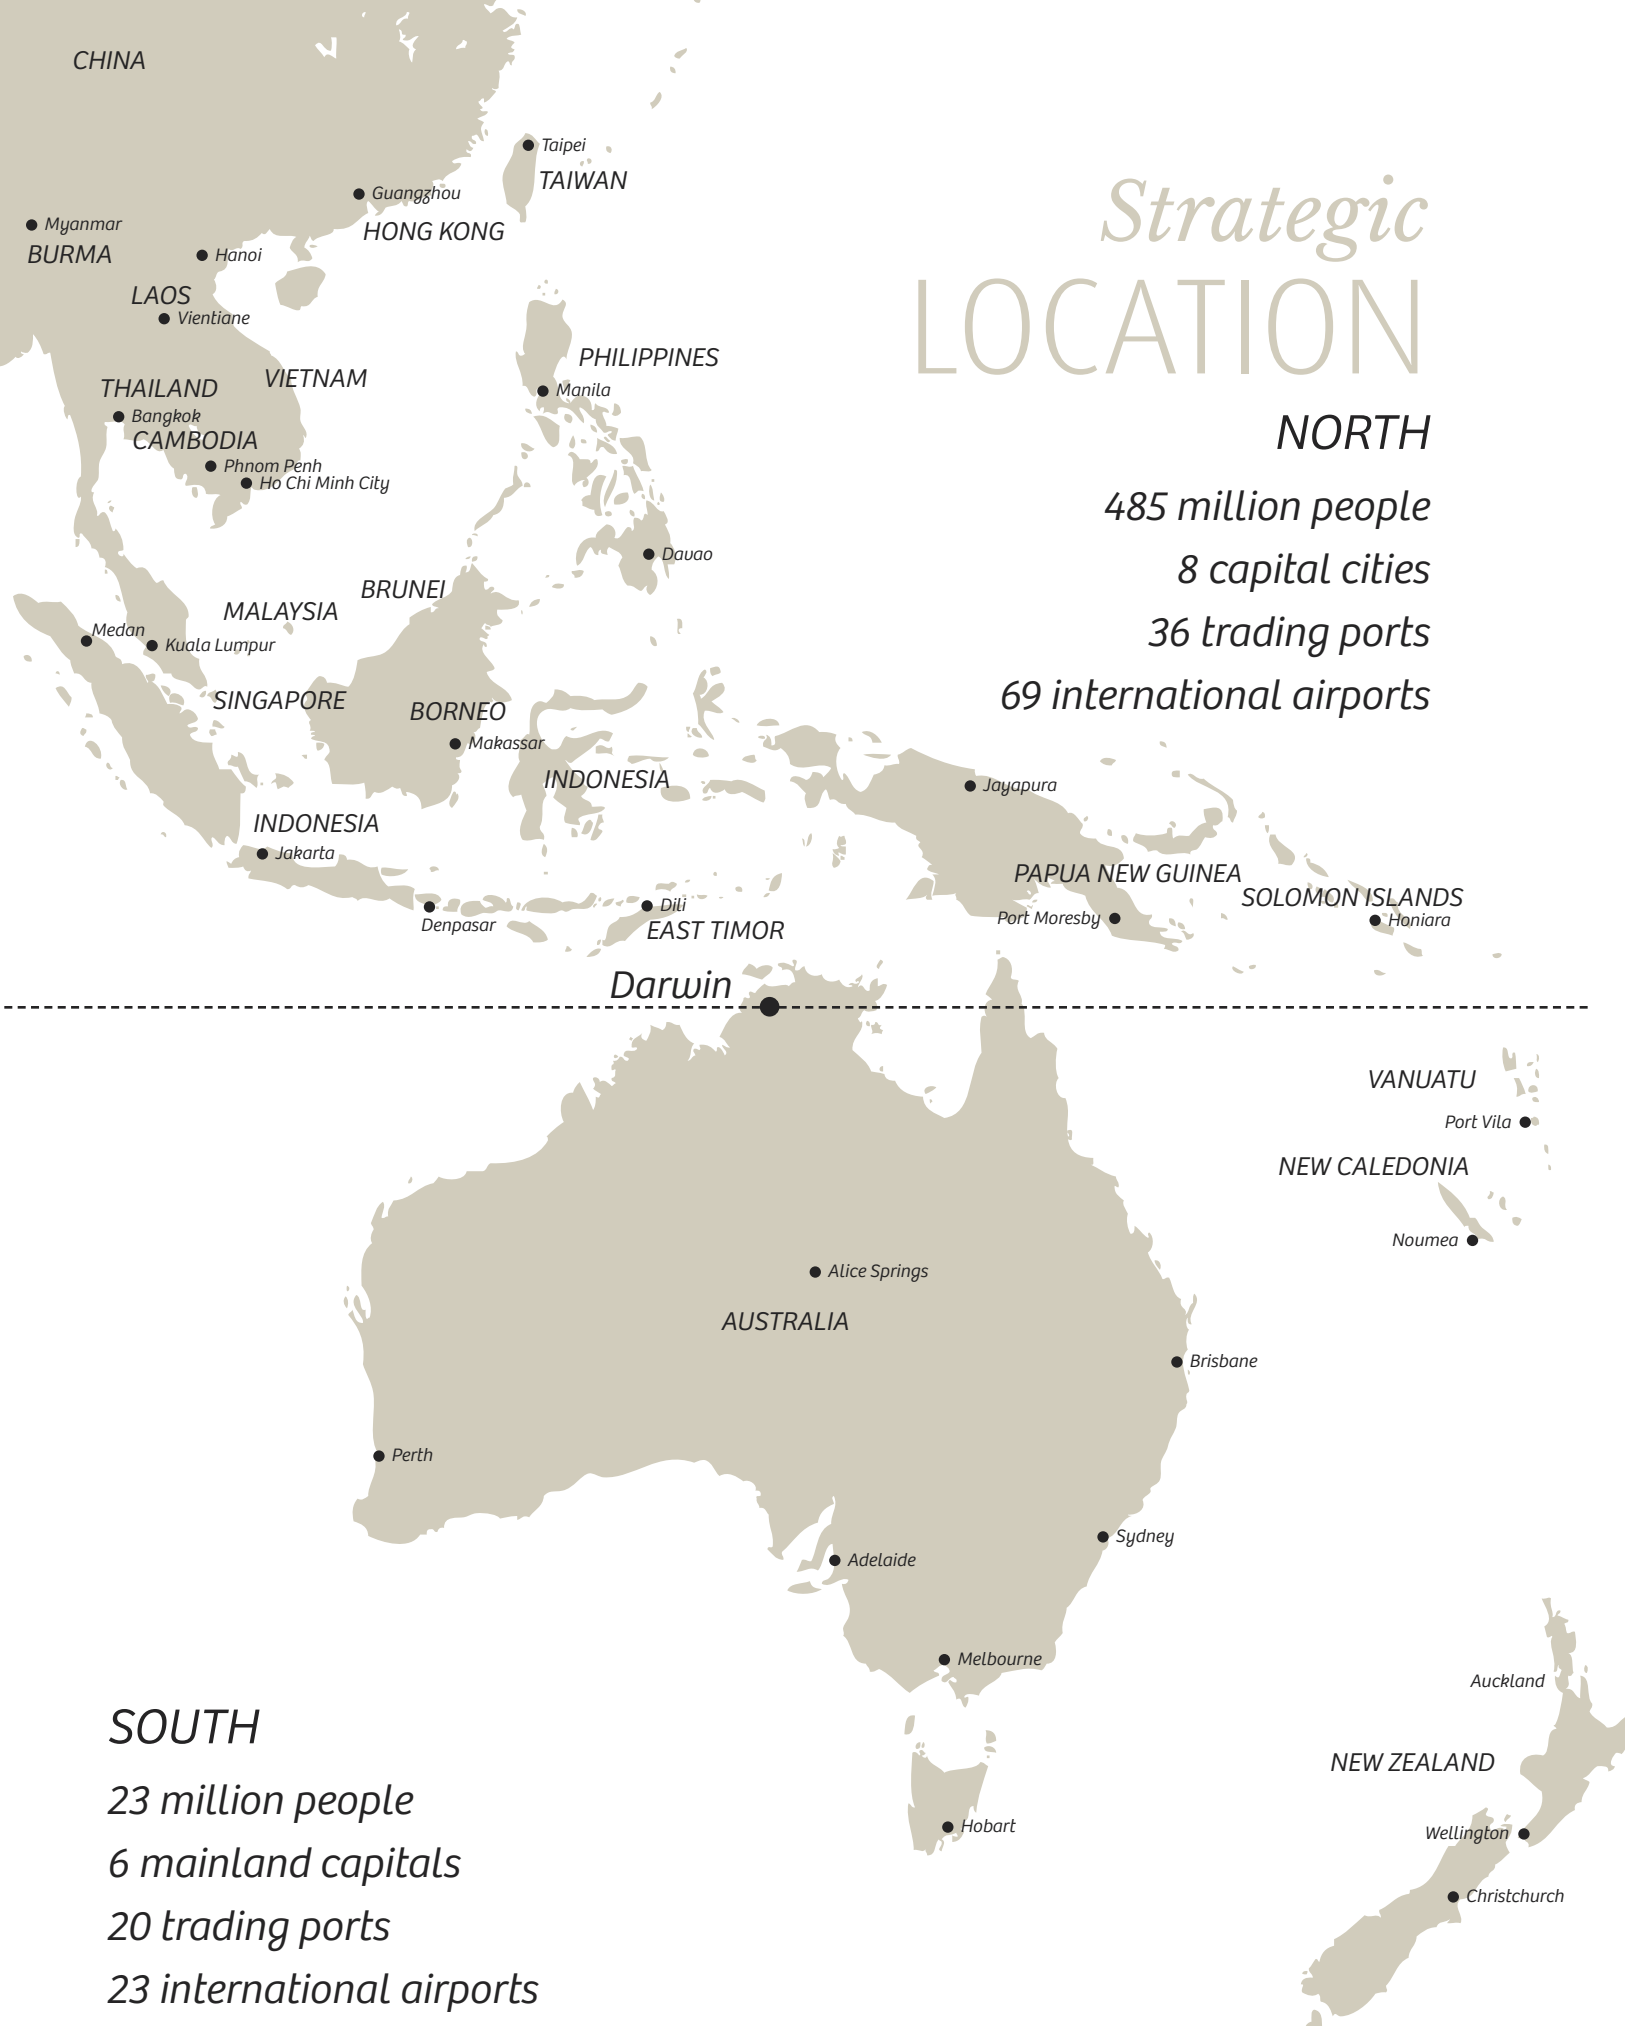 CHINA
Taipei
TAIWAN
Guangzhou
HONG KONG
Myanmar
BURMA
Hanoi
LAOS
Vientiane
Strategic
LOCATION
PHILIPPINES
Manila
VIETNAM
THAILAND
Bangkok
CAMBODIA
Phnom Penh
Ho Chi Minh City
NORTH
485 million people
8 capital cities
36 trading ports
69 international airports
Davao
BRUNEI
MALAYSIA
Medan
Kuala Lumpur
SINGAPORE
BORNEO
Makassar
INDONESIA
Jayapura
INDONESIA
Jakarta
PAPUA NEW GUINEA
SOLOMON ISLANDS
Port Moresby
Honiara
Denpasar
Dili
EAST TIMOR
Darwin
VANUATU
Port Vila
NEW CALEDONIA
Noumea
Alice Springs
AUSTRALIA
Brisbane
Perth
Sydney
Adelaide
Melbourne
Auckland
NEW ZEALAND
Hobart
Wellington
Christchurch
SOUTH
23 million people
6 mainland capitals
20 trading ports
23 international airports